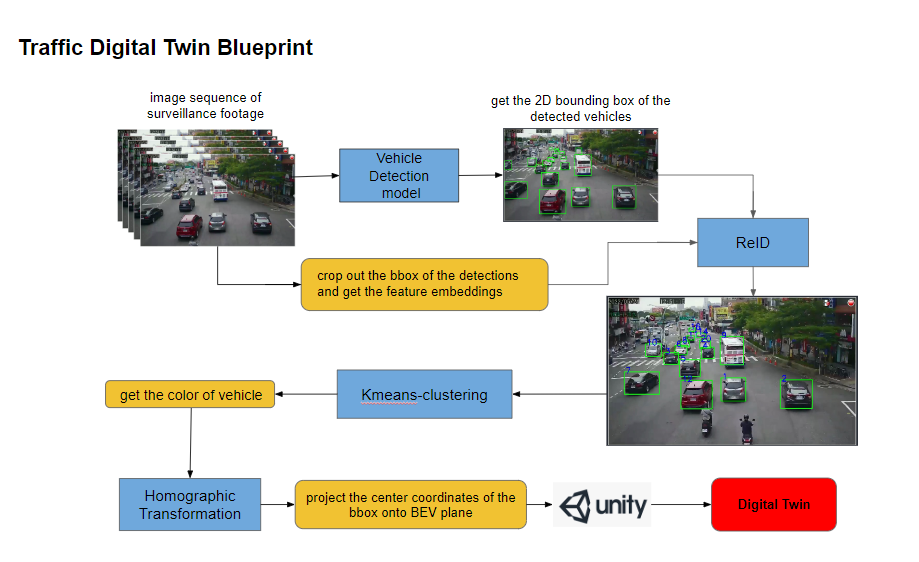 Traffic Digital Twin Blueprint
image sequence of
surveillance footage
get the 2D bounding box of the
detected vehicles
Vehicle
Detection
model
ReID
crop out the bbox of the detections
and get the feature embeddings
Kmeans-clustering
get the color of vehicle
Homographic
Transformation
project the center coordinates of the
bbox onto BEV plane
unity
Digital Twin